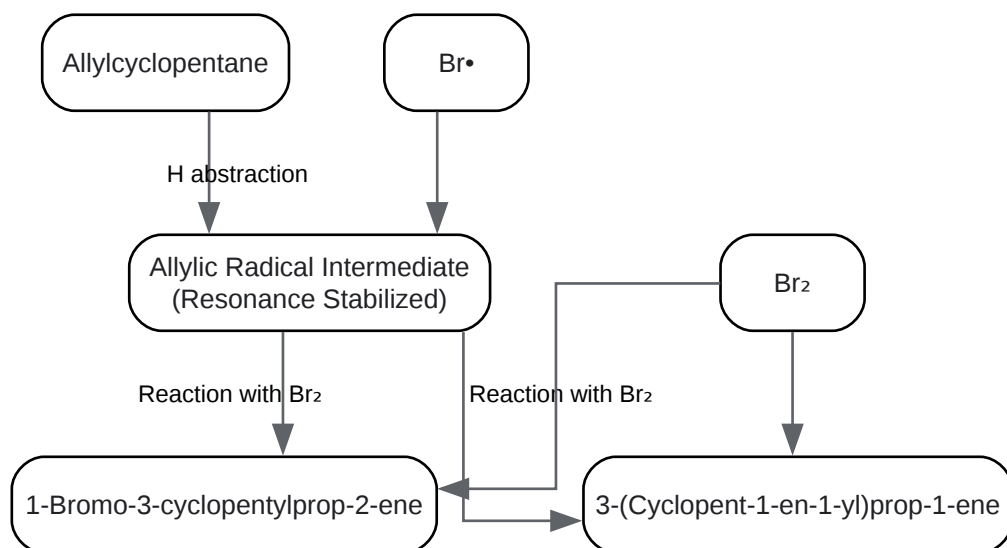 Allylcyclopentane
Br•
H abstraction
Allylic Radical Intermediate
(Resonance Stabilized)
Br₂
Reaction with Br₂
Reaction with Br₂
1-Bromo-3-cyclopentylprop-2-ene
3-(Cyclopent-1-en-1-yl)prop-1-ene